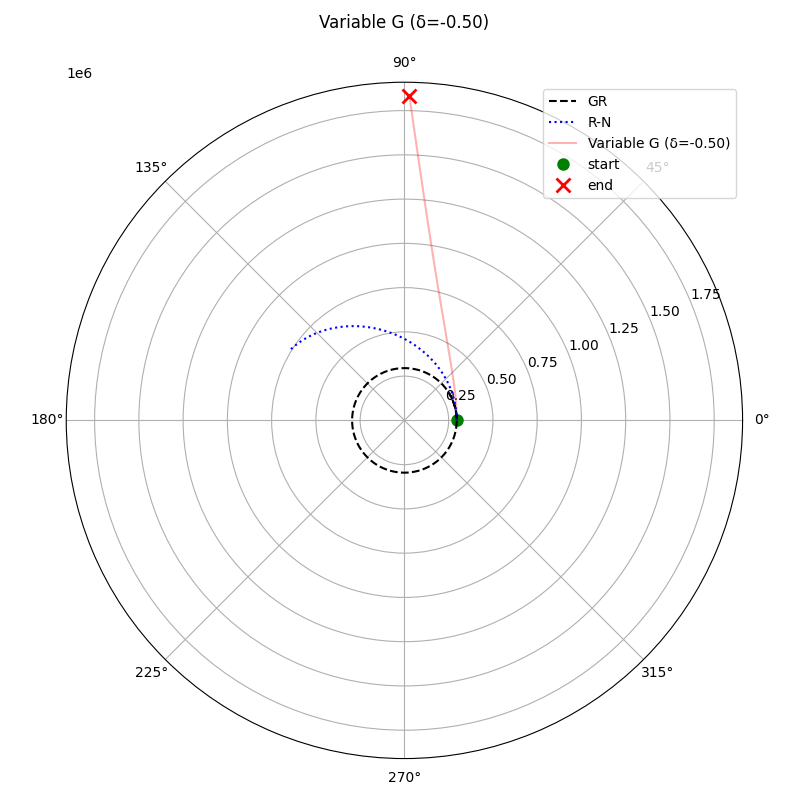 Variable G (δ=-0.50)
1e6
90°
GR
R-N
Variable G (δ=-0.50)
start
end
135°
45°
1.75
1.50
1.25
1.00
0.75
0.50
0.25
180°
0°
225°
315°
270°